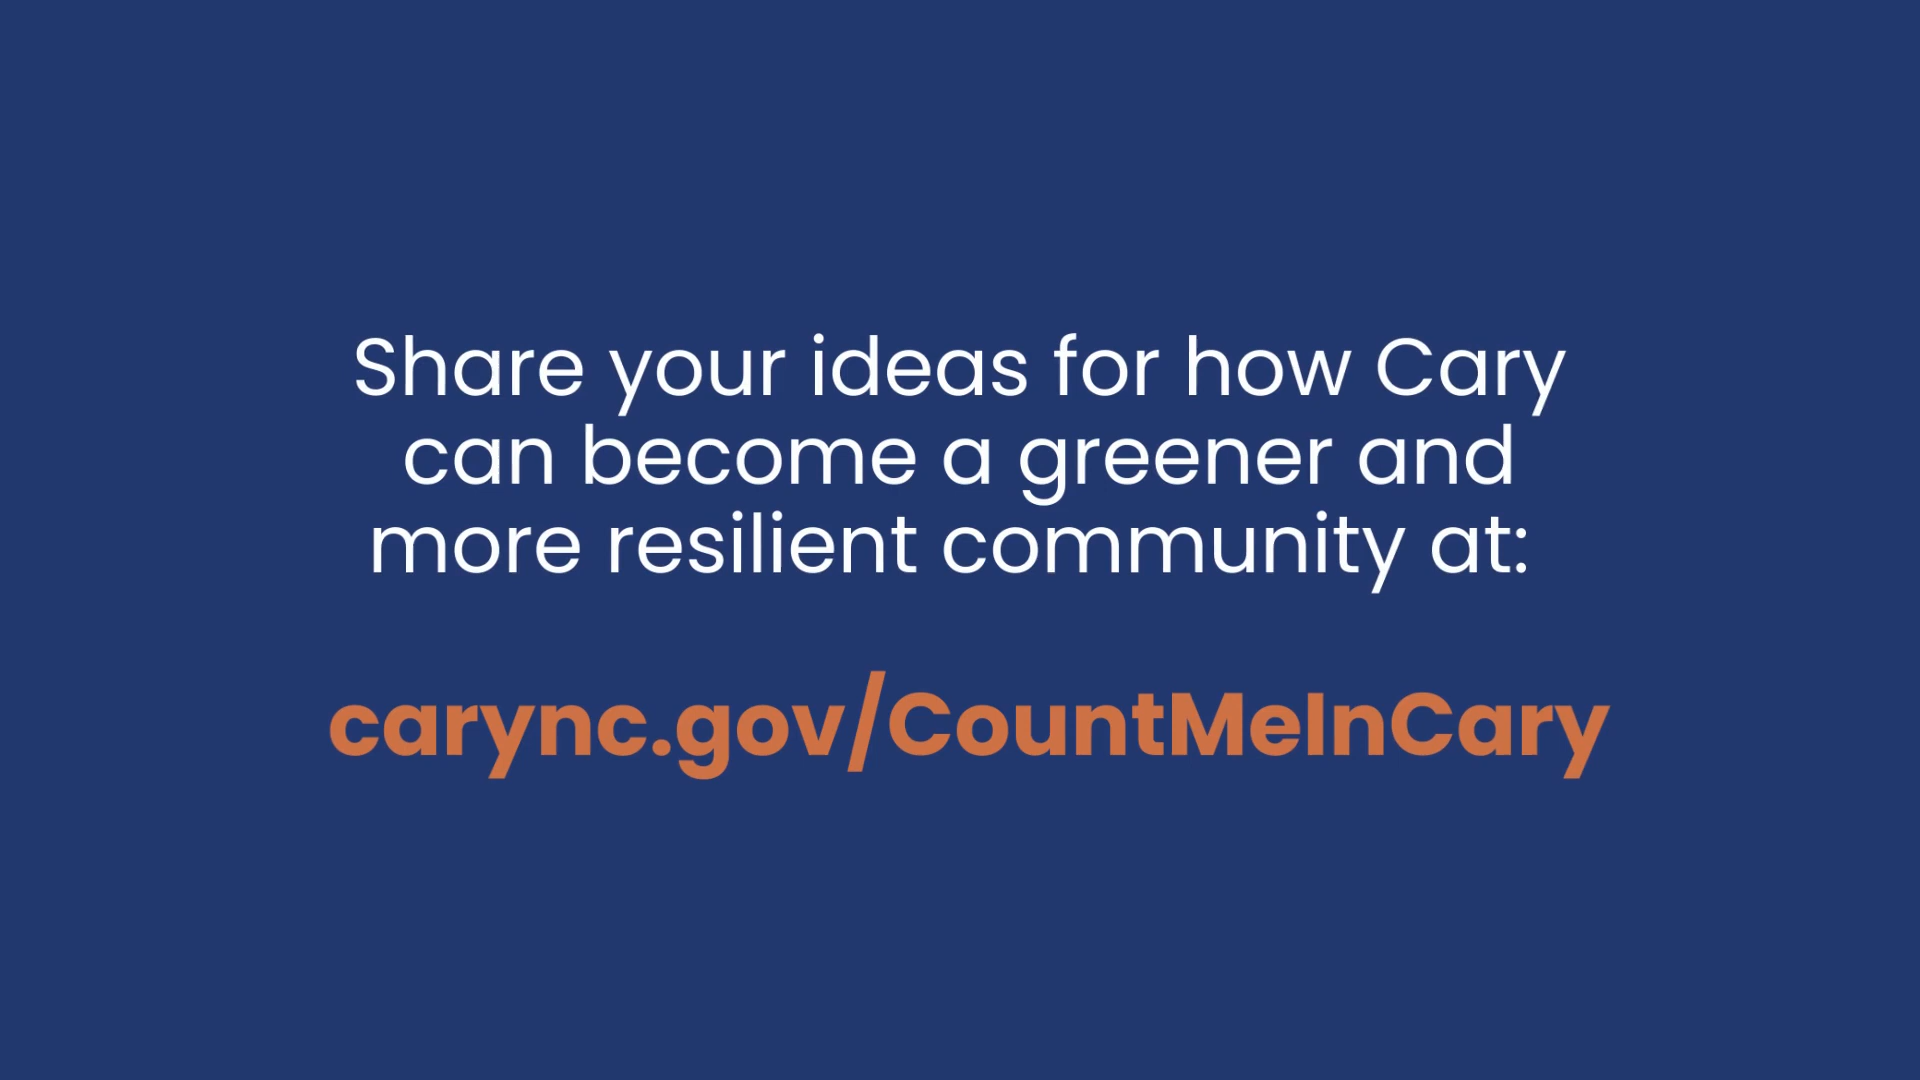 Share your ideas for how Cary
can become a greener and
more resilient community at:
carync.gov/CountMeInCary